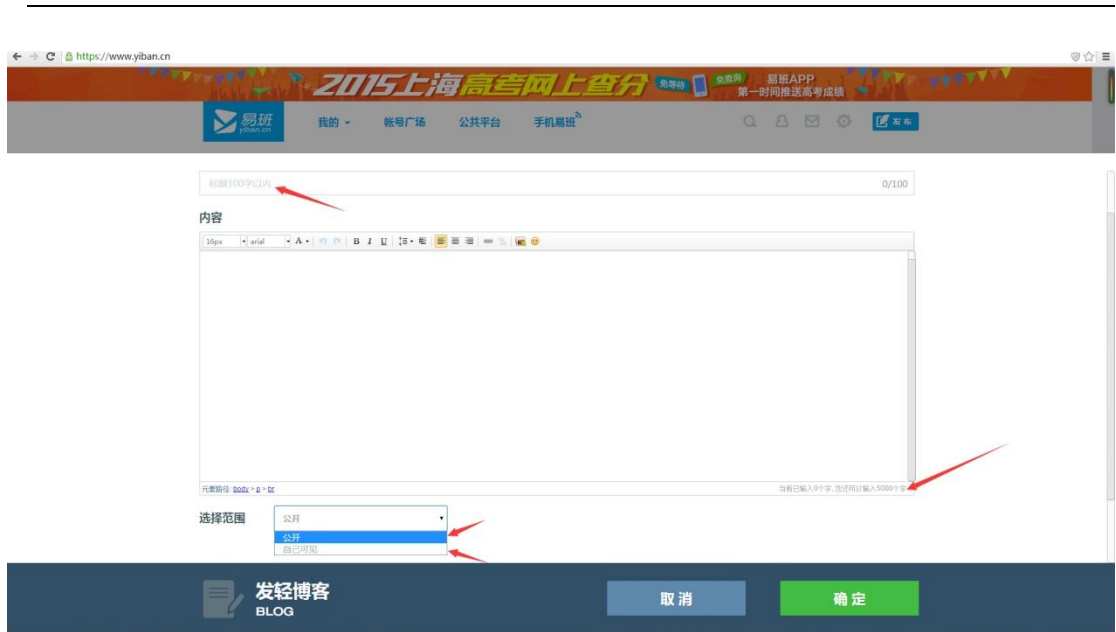 https://www.yiban.cn
2015上海高考网上查分 免等待 免查询 易班APP
第一时间推送高考成绩
易班
yiban.cn
我的 帐号广场 公共平台 手机易班 发布
标题100字以内 0/100
内容
16px arial A B I U
元素路径: body > p > br 当前已输入0个字, 您还可以输入5000个字
选择范围 公开
公开
自己可见
发轻博客
BLOG
取消 确定